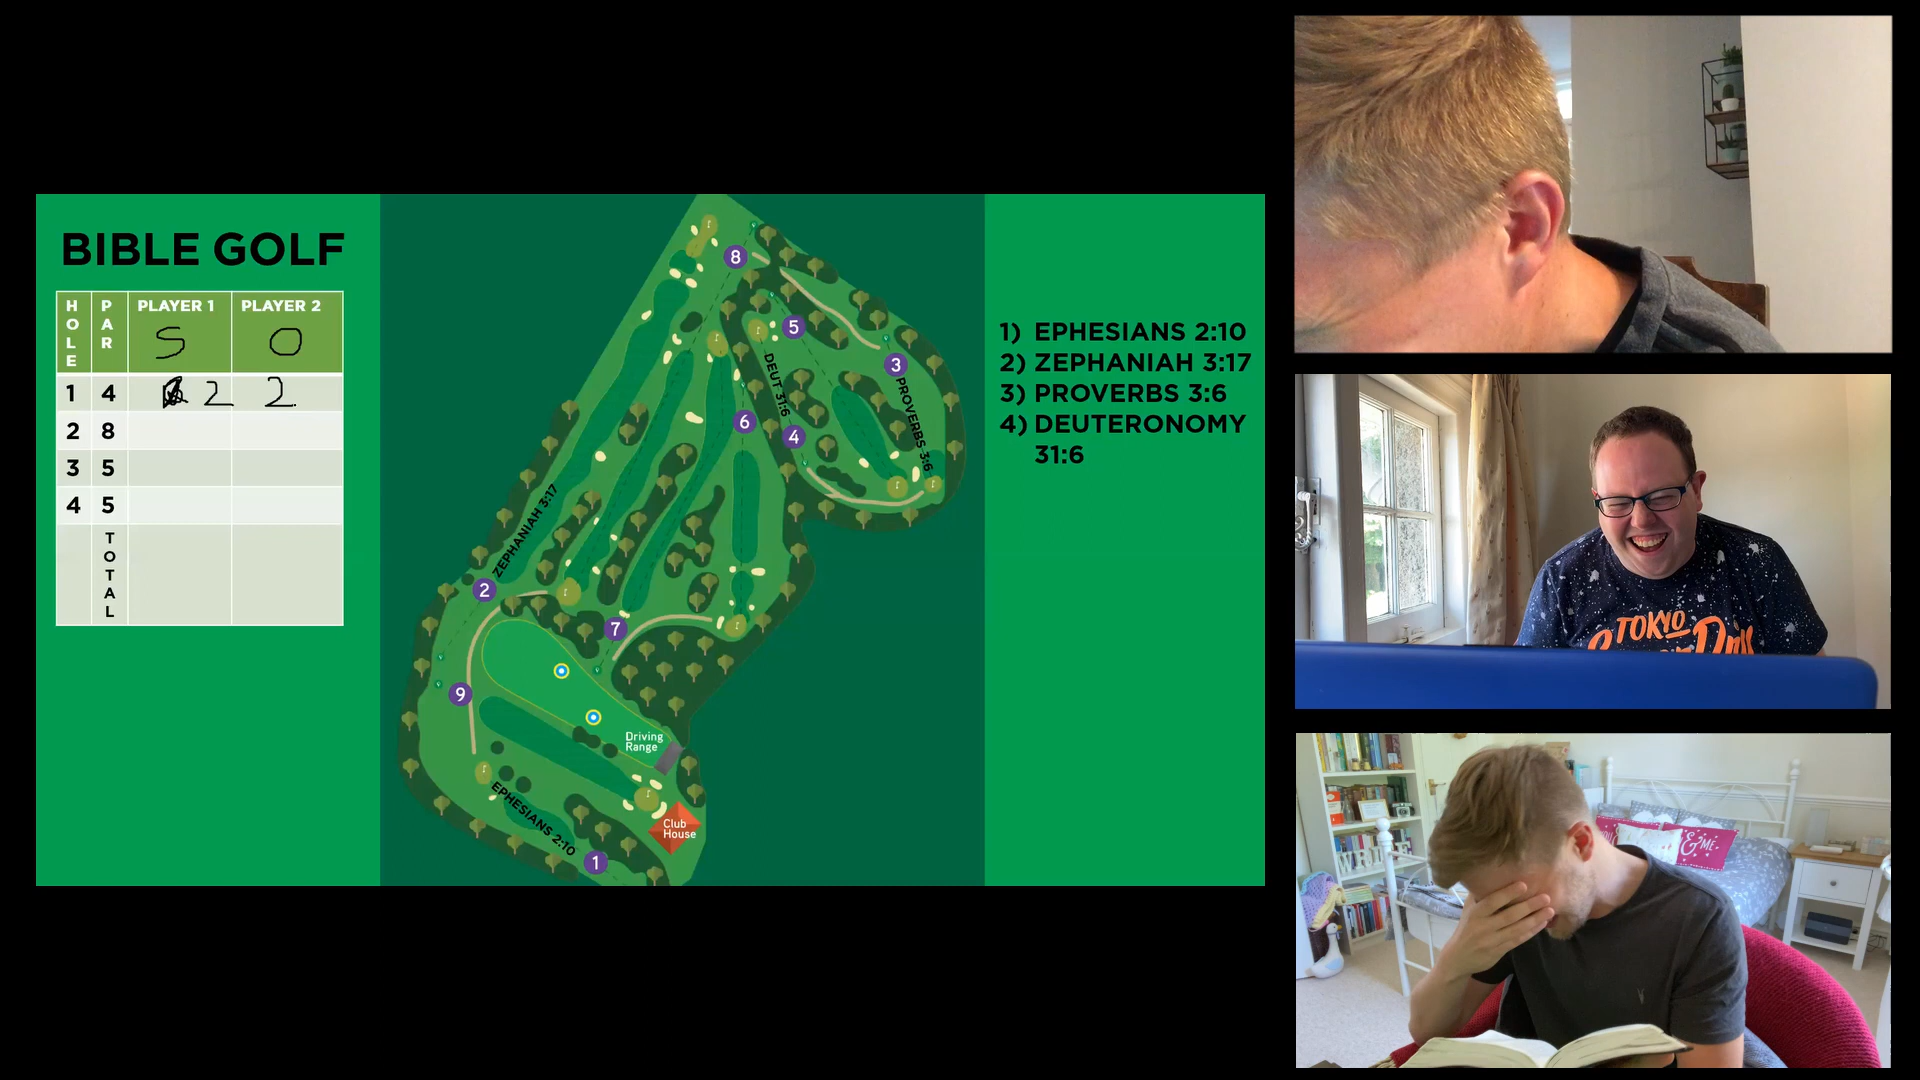 BIBLE GOLF
HOLE PAR PLAYER 1 PLAYER 2
S O
1 4 2 2
2 8
3 5
4 5
TOTAL
8
5
3
DEUT 31:6
PROVERBS 3:6
6
4
ZEPHANIAH 3:17
2
7
9
Driving
Range
EPHESIANS 2:10
Club
House
1
1) EPHESIANS 2:10
2) ZEPHANIAH 3:17
3) PROVERBS 3:6
4) DEUTERONOMY
31:6
TOKYO
&ME